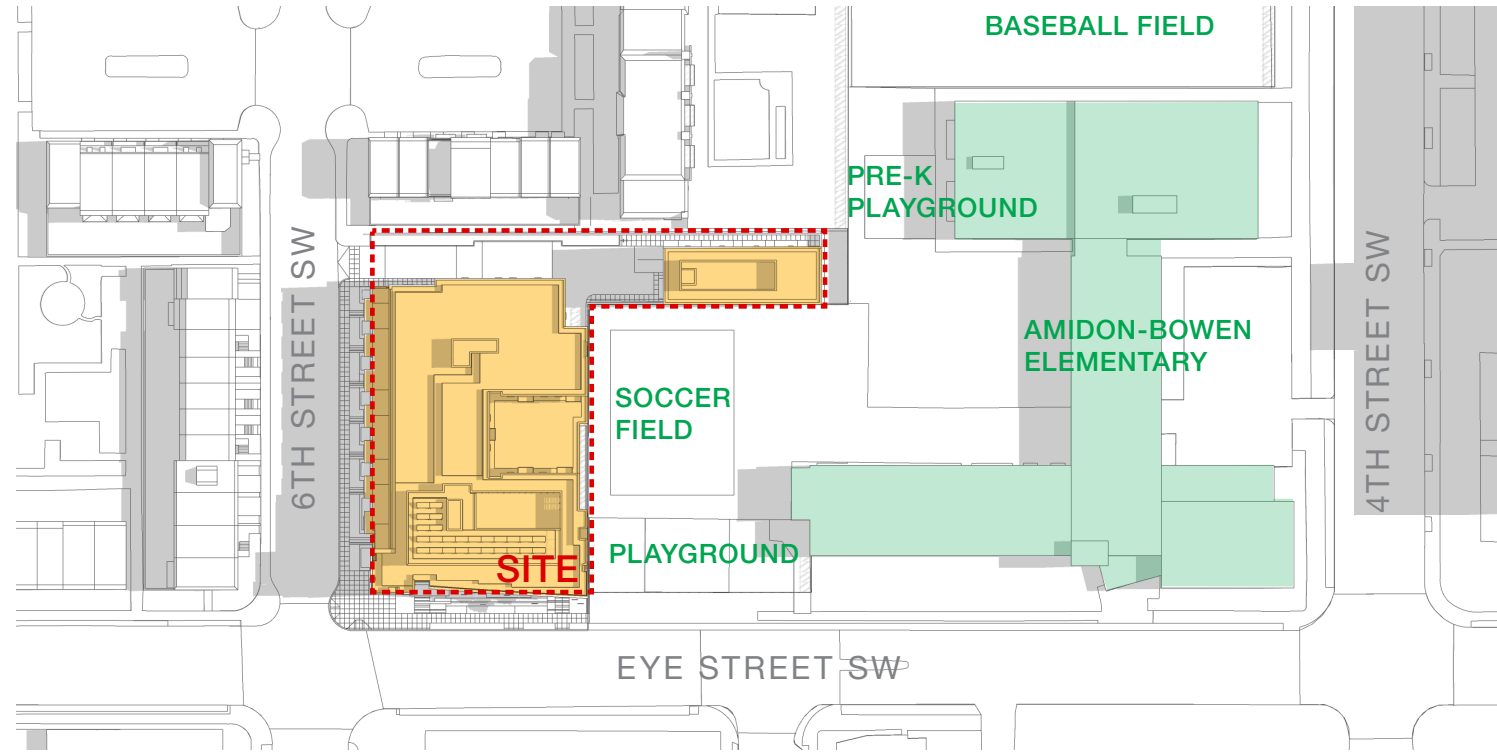 BASEBALL FIELD
PRE-K
PLAYGROUND
6TH STREET SW
4TH STREET SW
AMIDON-BOWEN
ELEMENTARY
SOCCER
FIELD
PLAYGROUND
SITE
EYE STREET SW